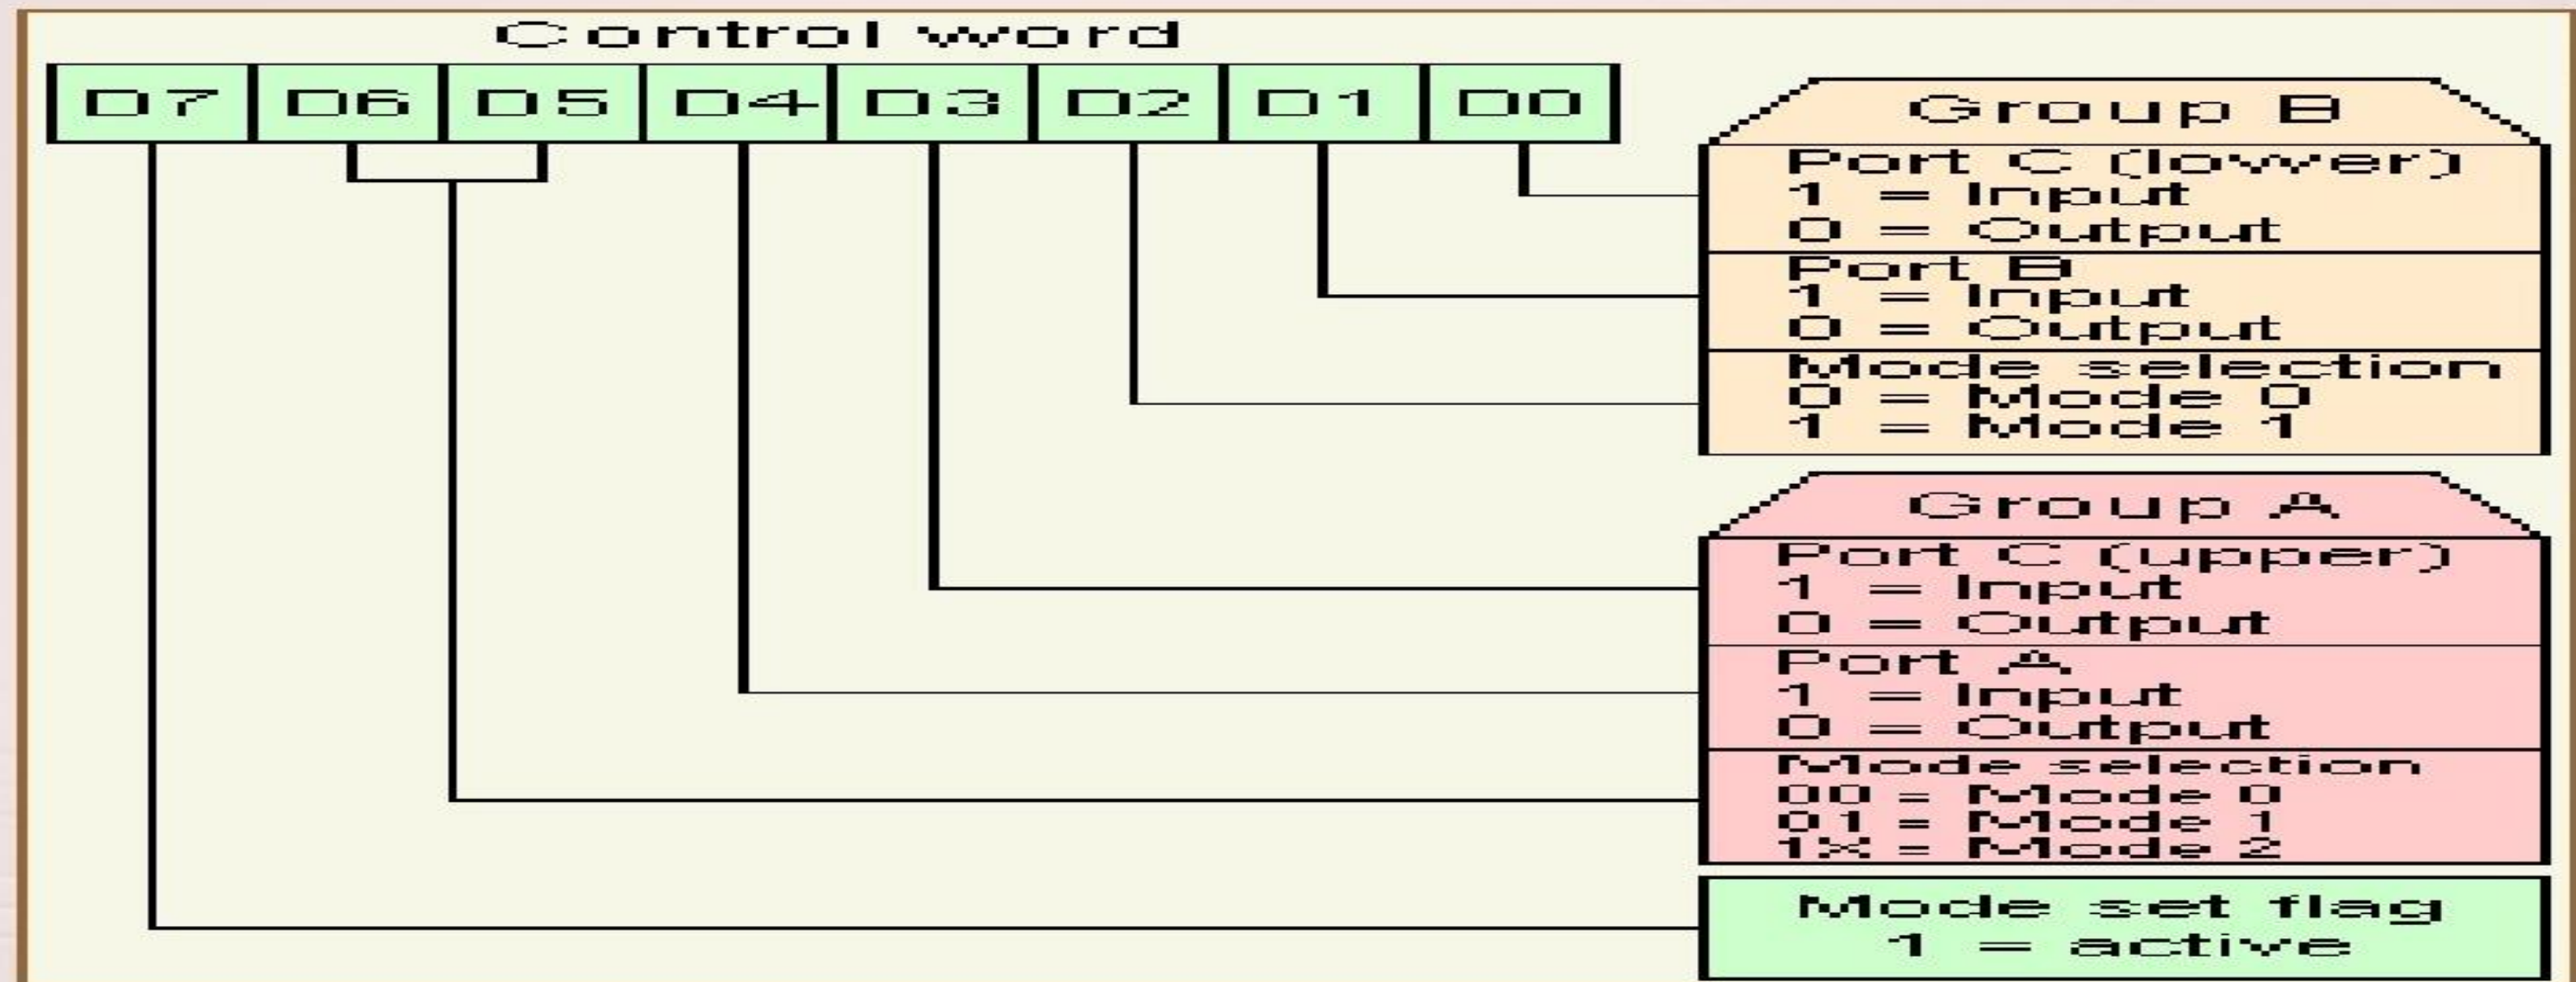 Control word
D7 D6 D5 D4 D3 D2 D1 D0
Group B
Port C (lower)
1 = Input
0 = Output
Port B
1 = Input
0 = Output
Mode selection
0 = Mode 0
1 = Mode 1
Group A
Port C (upper)
1 = Input
0 = Output
Port A
1 = Input
0 = Output
Mode selection
00 = Mode 0
01 = Mode 1
1X = Mode 2
Mode set flag
1 = active